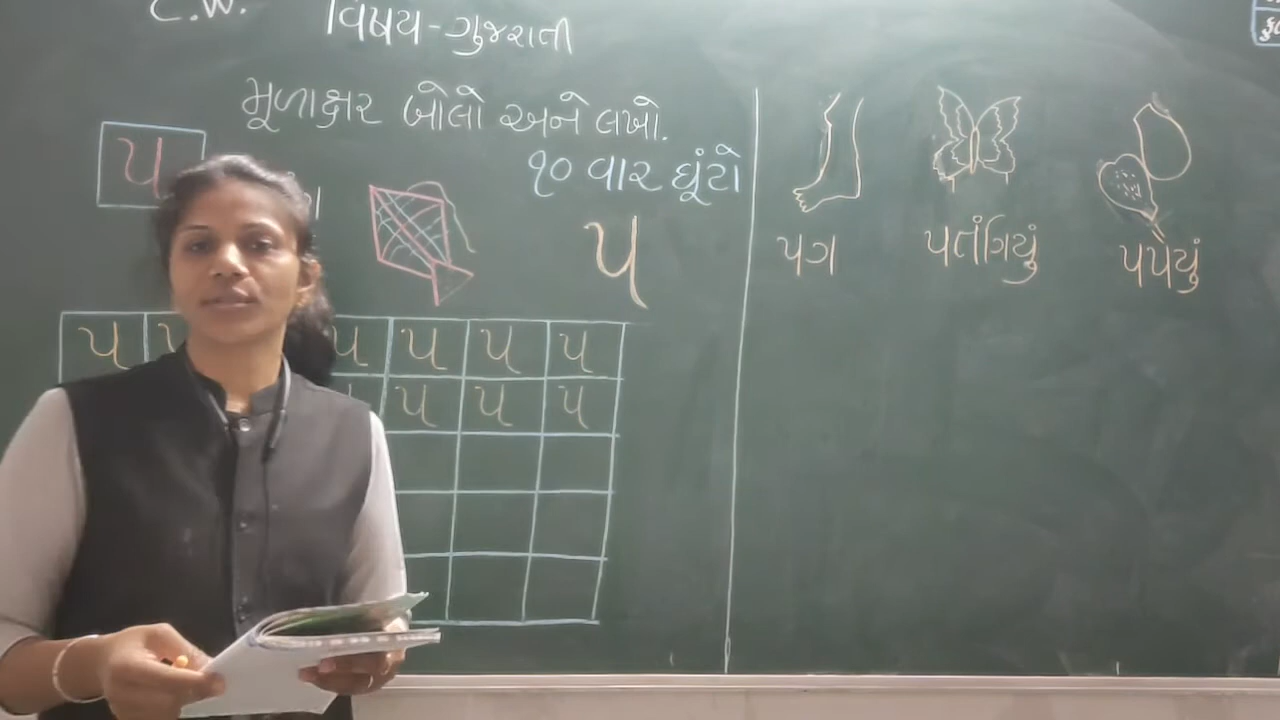 C.W.
વિષય - ગુજરાતી
મૂળાક્ષર બોલો અને લખો.
૧૦ વાર ઘૂંટો
પ
પ
પ પ પ પ પ
પ પ પ
પગ
પતંગિયું
પપૈયું